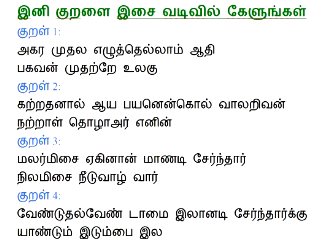 இனி குறளை இசை வடிவில் கேளுங்கள்
குறள் 1:
அகர முதல எழுத்தெல்லாம் ஆதி
பகவன் முதற்றே உலகு
குறள் 2:
கற்றதனால் ஆய பயனென்கொல் வாலறிவன்
நற்றாள் தொழாஅர் எனின்
குறள் 3:
மலர்மிசை ஏகினான் மாணடி சேர்ந்தார்
நிலமிசை நீடுவாழ் வார்
குறள் 4:
வேண்டுதல்வேண் டாமை இலானடி சேர்ந்தார்க்கு
யாண்டும் இடும்பை இல